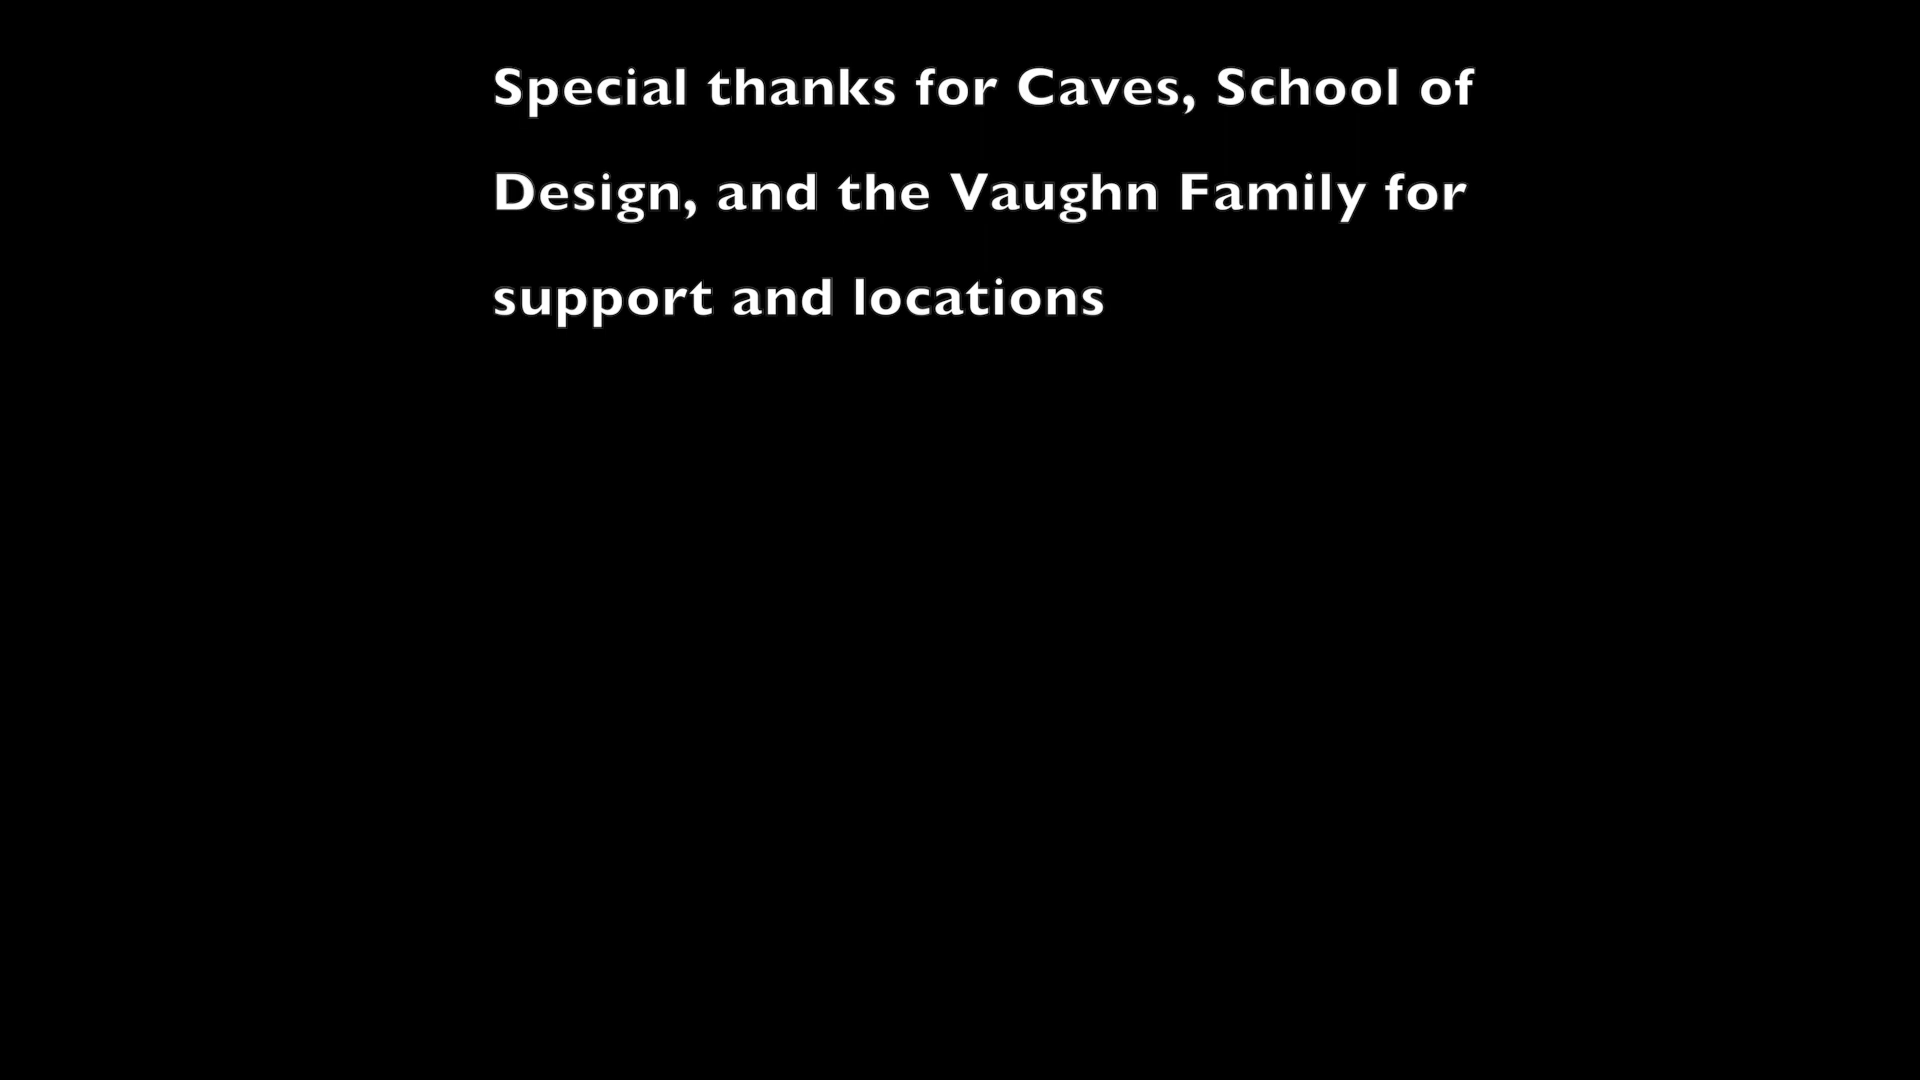 Special thanks for Caves, School of
Design, and the Vaughn Family for
support and locations